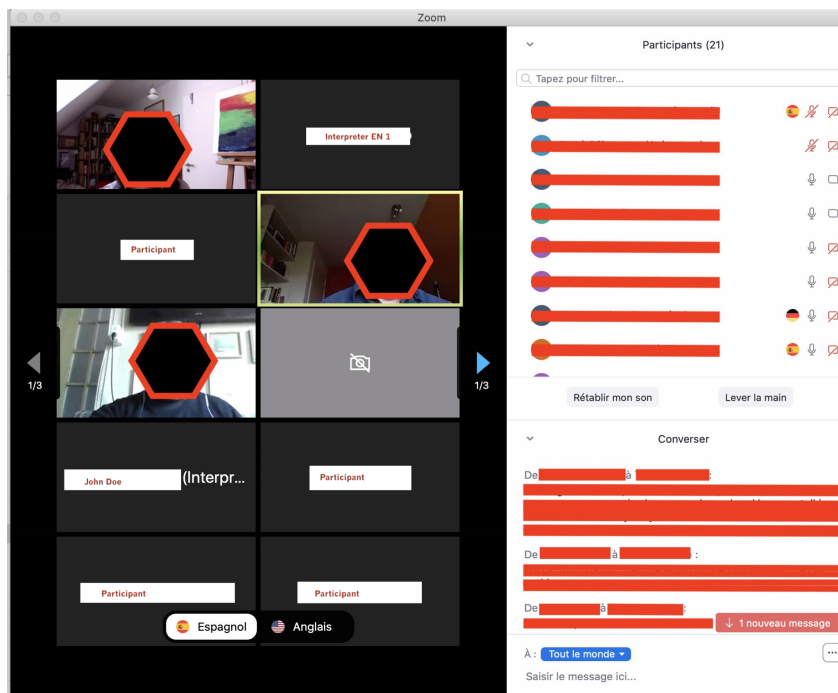 Zoom
Interpreter EN 1
Participant
1/3
1/3
John Doe (Interpr...
Participant
Participant
Participant
Espagnol
Anglais
Participants (21)
Tapez pour filtrer...
Rétablir mon son
Lever la main
Converser
De à :
De à :
De à :
1 nouveau message
À : Tout le monde
Saisir le message ici...